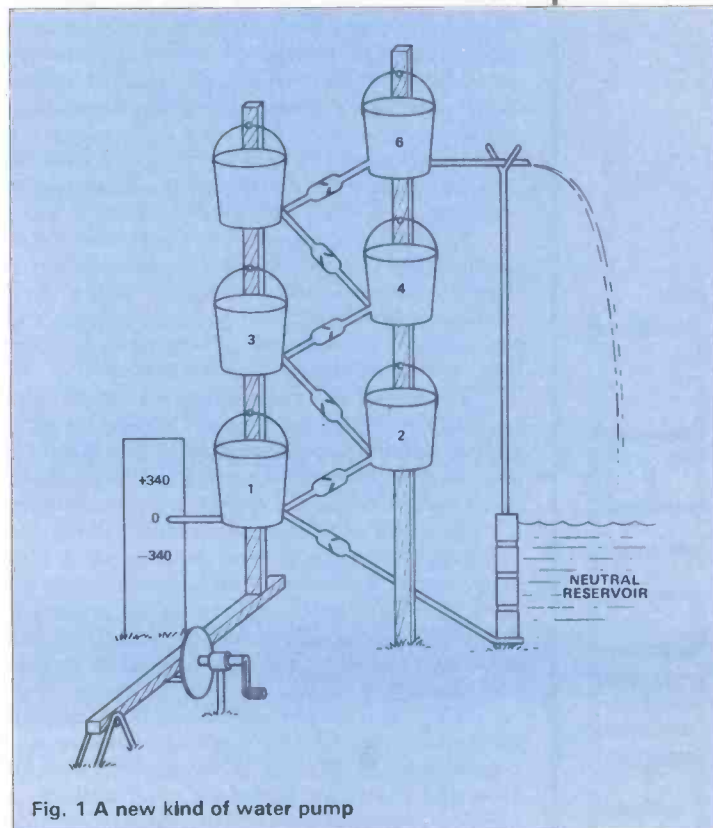 6
4
3
2
1
+340
0
−340
NEUTRAL
RESERVOIR
Fig. 1 A new kind of water pump